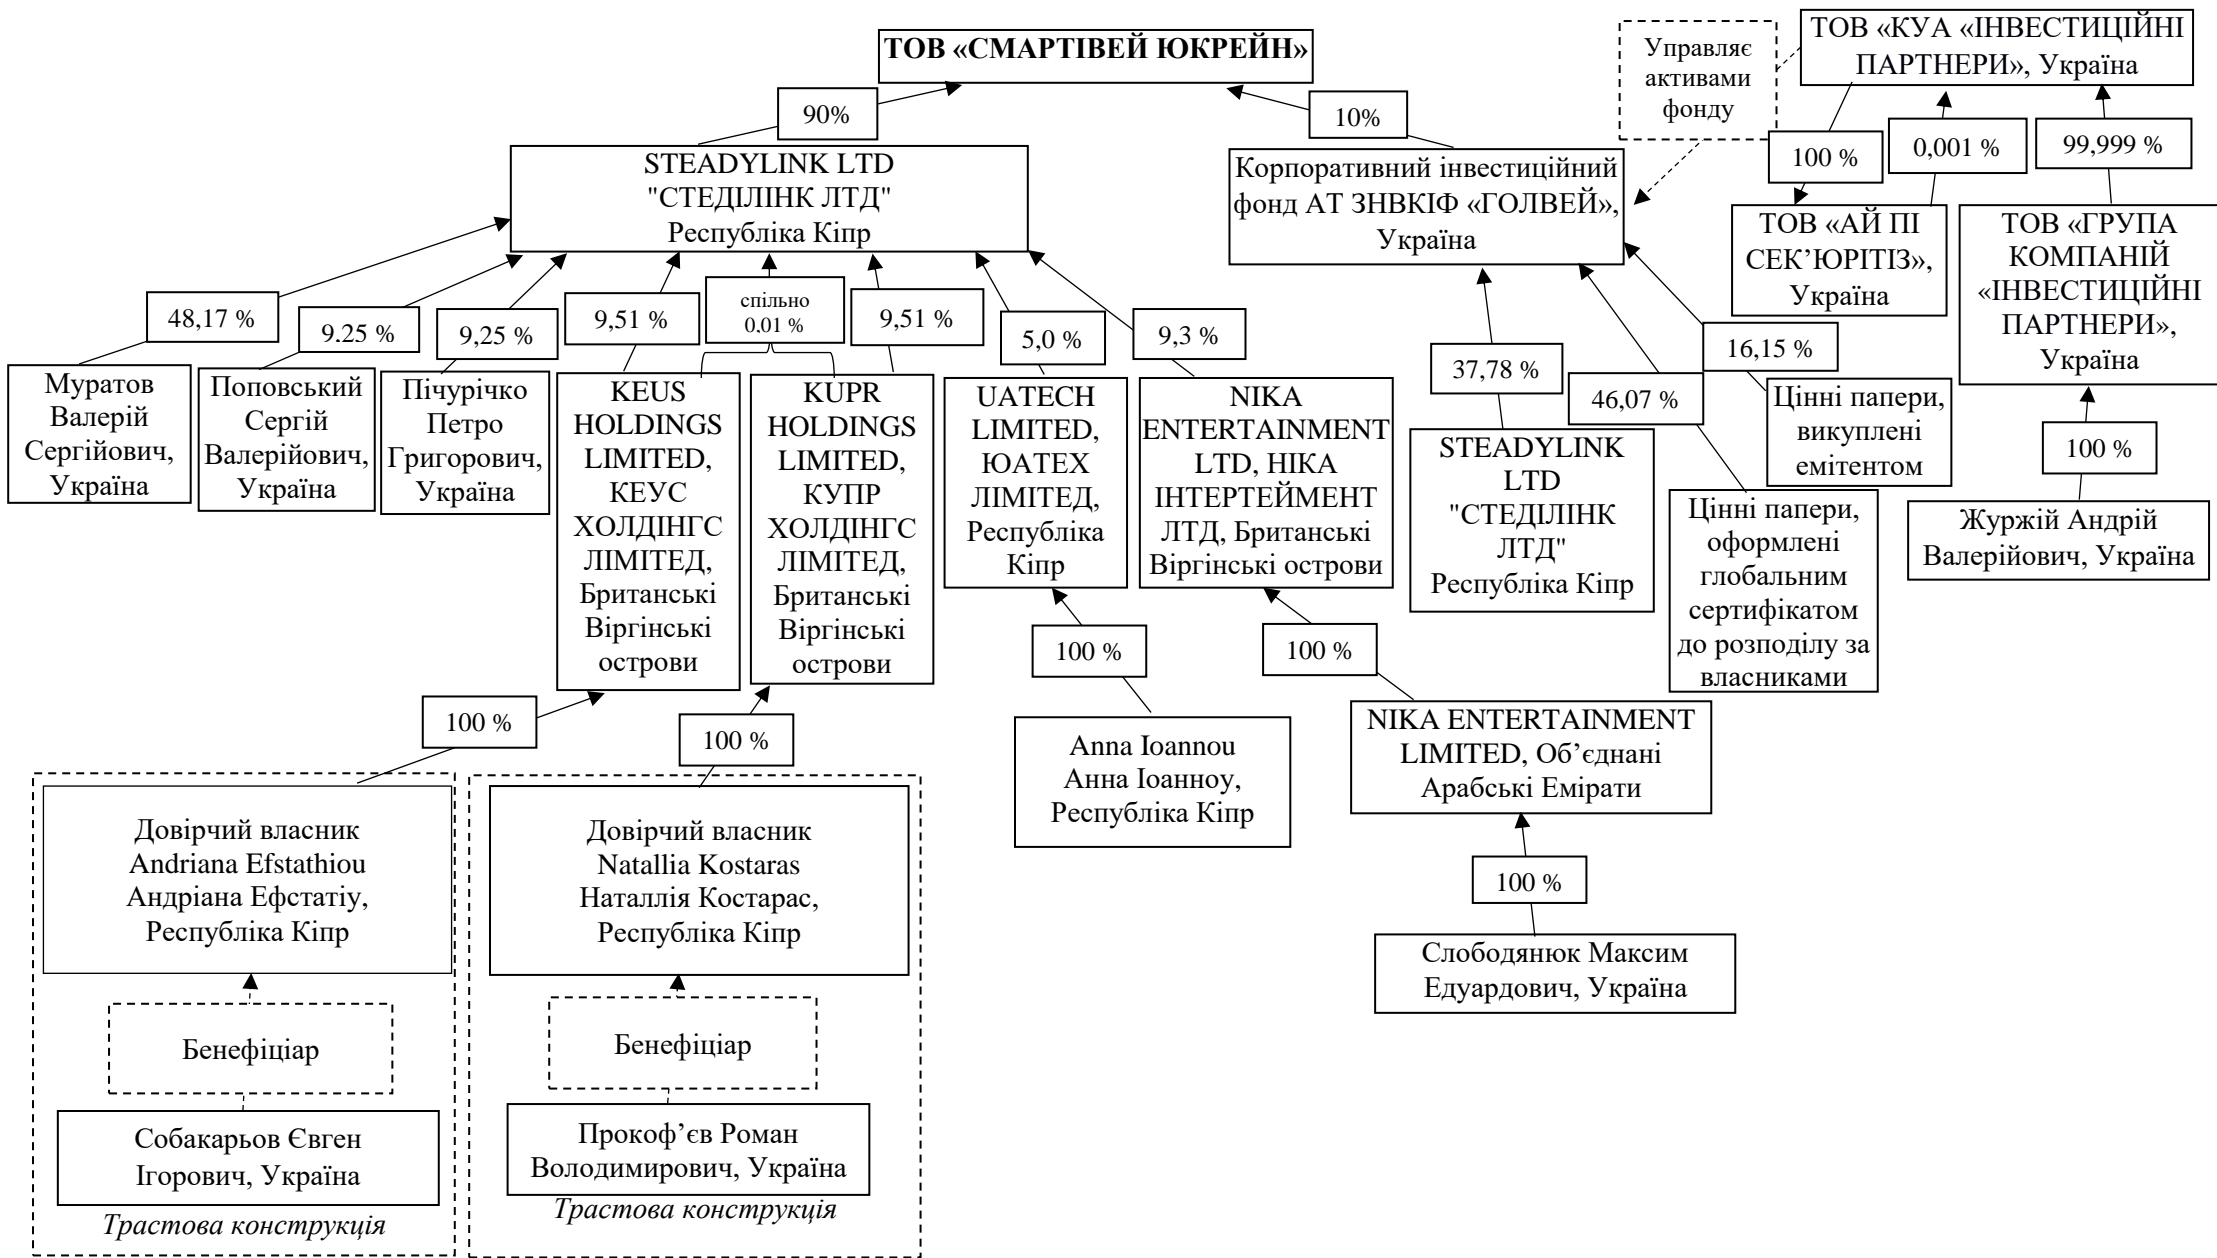 ТОВ «СМАРТІВЕЙ ЮКРЕЙН»
Управляє
активами
фонду
ТОВ «КУА «ІНВЕСТИЦІЙНІ
ПАРТНЕРИ», Україна
90%
10%
100 %
0,001 %
99,999 %
STEADYLINK LTD
"СТЕДІЛІНК ЛТД"
Республіка Кіпр
Корпоративний інвестиційний
фонд АТ ЗНВКІФ «ГОЛВЕЙ»,
Україна
ТОВ «АЙ ПІ
СЕК’ЮРІТІЗ»,
Україна
ТОВ «ГРУПА
КОМПАНІЙ
«ІНВЕСТИЦІЙНІ
ПАРТНЕРИ»,
Україна
48,17 %
9,25 %
9,25 %
9,51 %
спільно
0,01 %
9,51 %
5,0 %
9,3 %
37,78 %
46,07 %
16,15 %
100 %
Муратов
Валерій
Сергійович,
Україна
Поповський
Сергій
Валерійович,
Україна
Пічурічко
Петро
Григорович,
Україна
KEUS
HOLDINGS
LIMITED,
КЕУС
ХОЛДІНГС
ЛІМІТЕД,
Британські
Віргінські
острови
KUPR
HOLDINGS
LIMITED,
КУПР
ХОЛДІНГС
ЛІМІТЕД,
Британські
Віргінські
острови
UATECH
LIMITED,
ЮАТЕХ
ЛІМІТЕД,
Республіка
Кіпр
NIKA
ENTERTAINMENT
LTD, НІКА
ІНТЕРТЕЙМЕНТ
ЛТД, Британські
Віргінські острови
STEADYLINK
LTD
"СТЕДІЛІНК
ЛТД"
Республіка Кіпр
Цінні папери,
викуплені
емітентом
Цінні папери,
оформлені
глобальним
сертифікатом
до розподілу за
власниками
Журжій Андрій
Валерійович, Україна
100 %
100 %
100 %
100 %
Anna Ioannou
Анна Іоанноу,
Республіка Кіпр
NIKA ENTERTAINMENT
LIMITED, Об’єднані
Арабські Емірати
100 %
Слободянюк Максим
Едуардович, Україна
Довірчий власник
Andriana Efstathiou
Андріана Ефстатіу,
Республіка Кіпр
Бенефіціар
Собакарьов Євген
Ігорович, Україна
Трастова конструкція
Довірчий власник
Natallia Kostaras
Наталлія Костарас,
Республіка Кіпр
Бенефіціар
Прокоф’єв Роман
Володимирович, Україна
Трастова конструкція